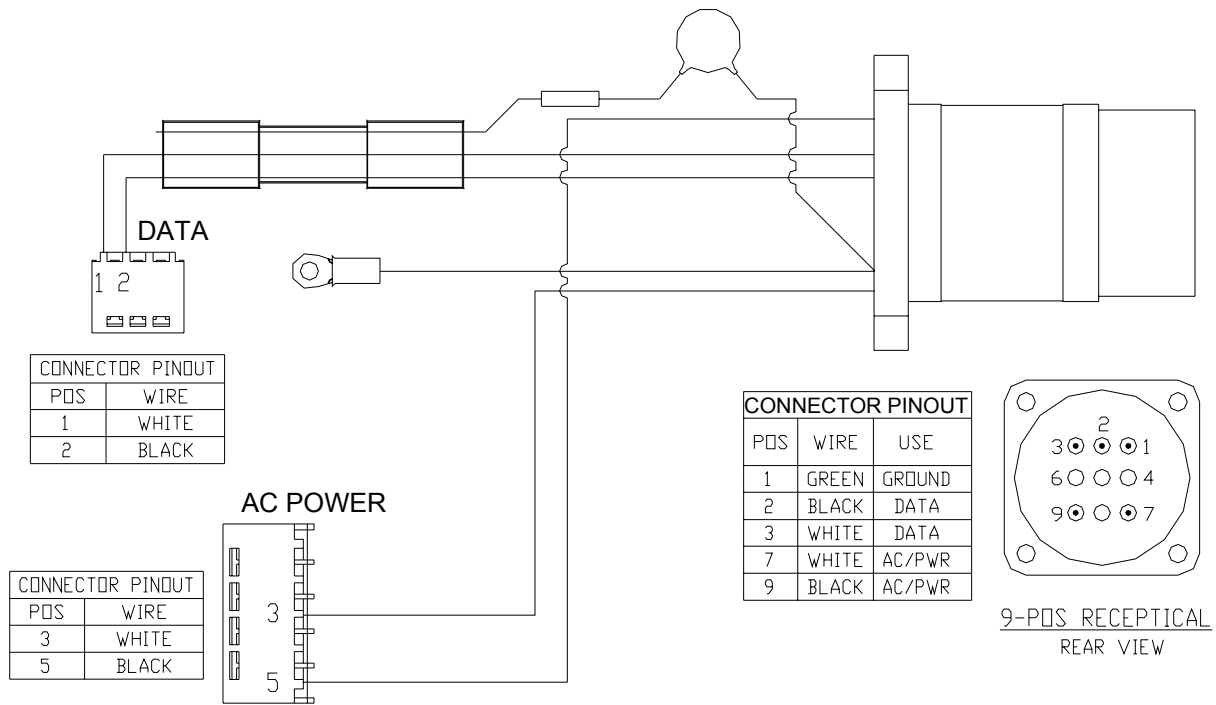 DATA
1 2
CONNECTOR PINOUT
POS WIRE
1 WHITE
2 BLACK
AC POWER
3
5
CONNECTOR PINOUT
POS WIRE
3 WHITE
5 BLACK
CONNECTOR PINOUT
POS WIRE USE
1 GREEN GROUND
2 BLACK DATA
3 WHITE DATA
7 WHITE AC/PWR
9 BLACK AC/PWR
2
3 1
6 4
9 7
9-POS RECEPTICAL
REAR VIEW